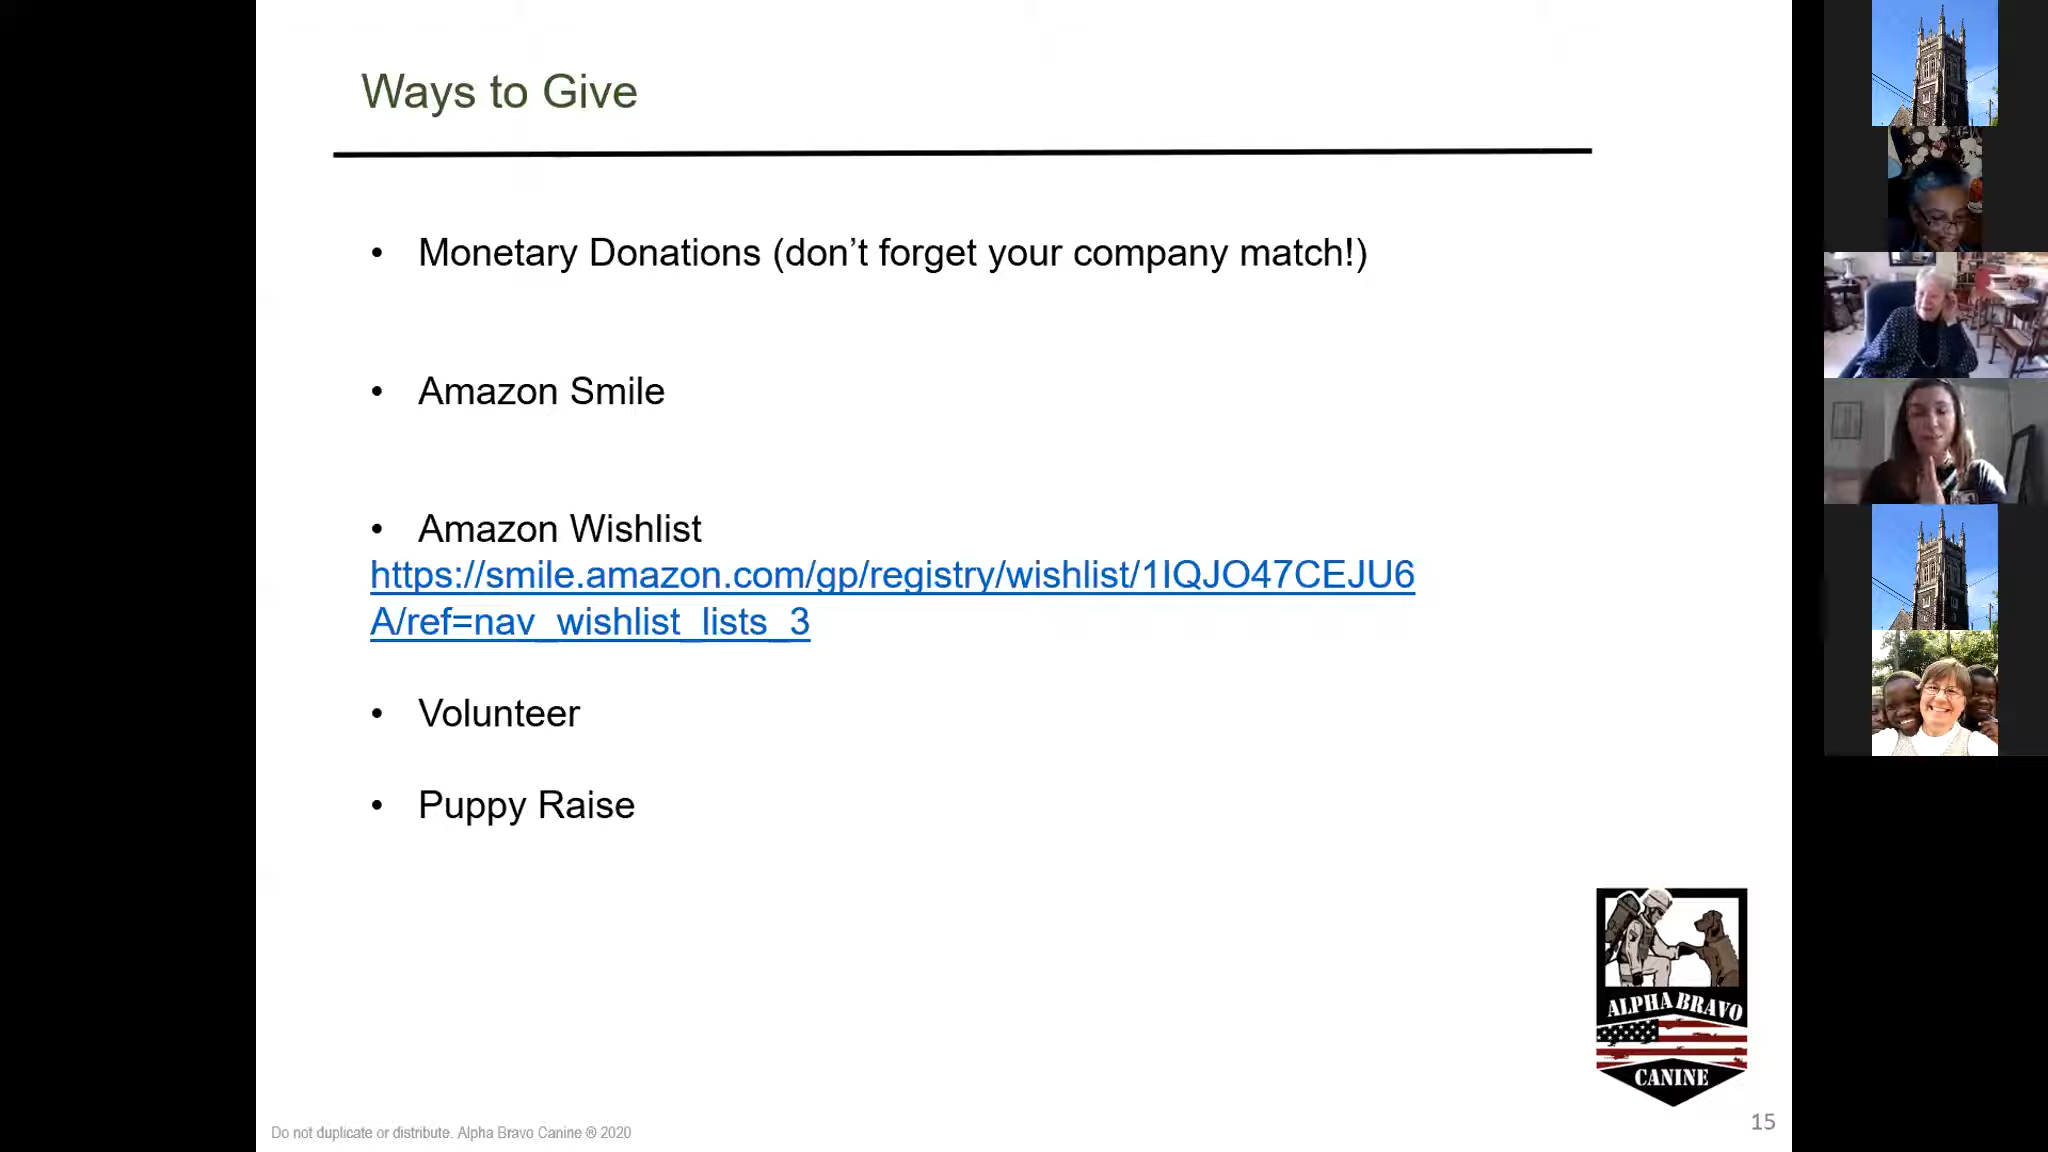 Ways to Give
• Monetary Donations (don’t forget your company match!)
• Amazon Smile
• Amazon Wishlist
https://smile.amazon.com/gp/registry/wishlist/1IQJO47CEJU6
A/ref=nav_wishlist_lists_3
• Volunteer
• Puppy Raise
ALPHA BRAVO
CANINE
Do not duplicate or distribute. Alpha Bravo Canine ® 2020
15